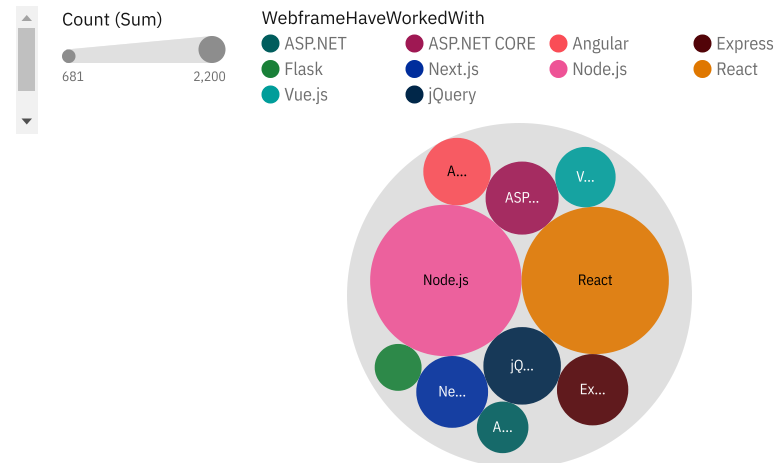 Count (Sum)
681 2,200
WebframeHaveWorkedWith
ASP.NET ASP.NET CORE Angular Express
Flask Next.js Node.js React
Vue.js jQuery
A...
V...
ASP...
Node.js
React
jQ...
Ne...
Ex...
A...